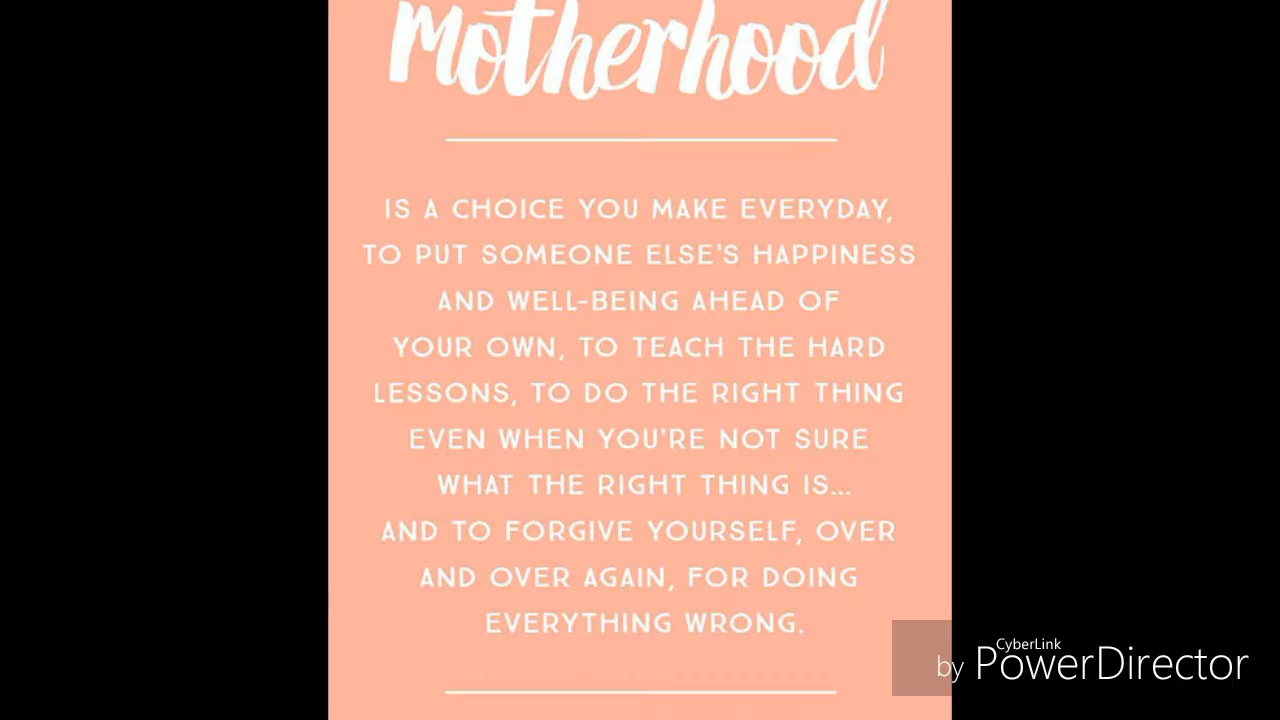 Motherhood
IS A CHOICE YOU MAKE EVERYDAY,
TO PUT SOMEONE ELSE'S HAPPINESS
AND WELL-BEING AHEAD OF
YOUR OWN, TO TEACH THE HARD
LESSONS, TO DO THE RIGHT THING
EVEN WHEN YOU'RE NOT SURE
WHAT THE RIGHT THING IS...
AND TO FORGIVE YOURSELF, OVER
AND OVER AGAIN, FOR DOING
EVERYTHING WRONG.
CyberLink
by PowerDirector